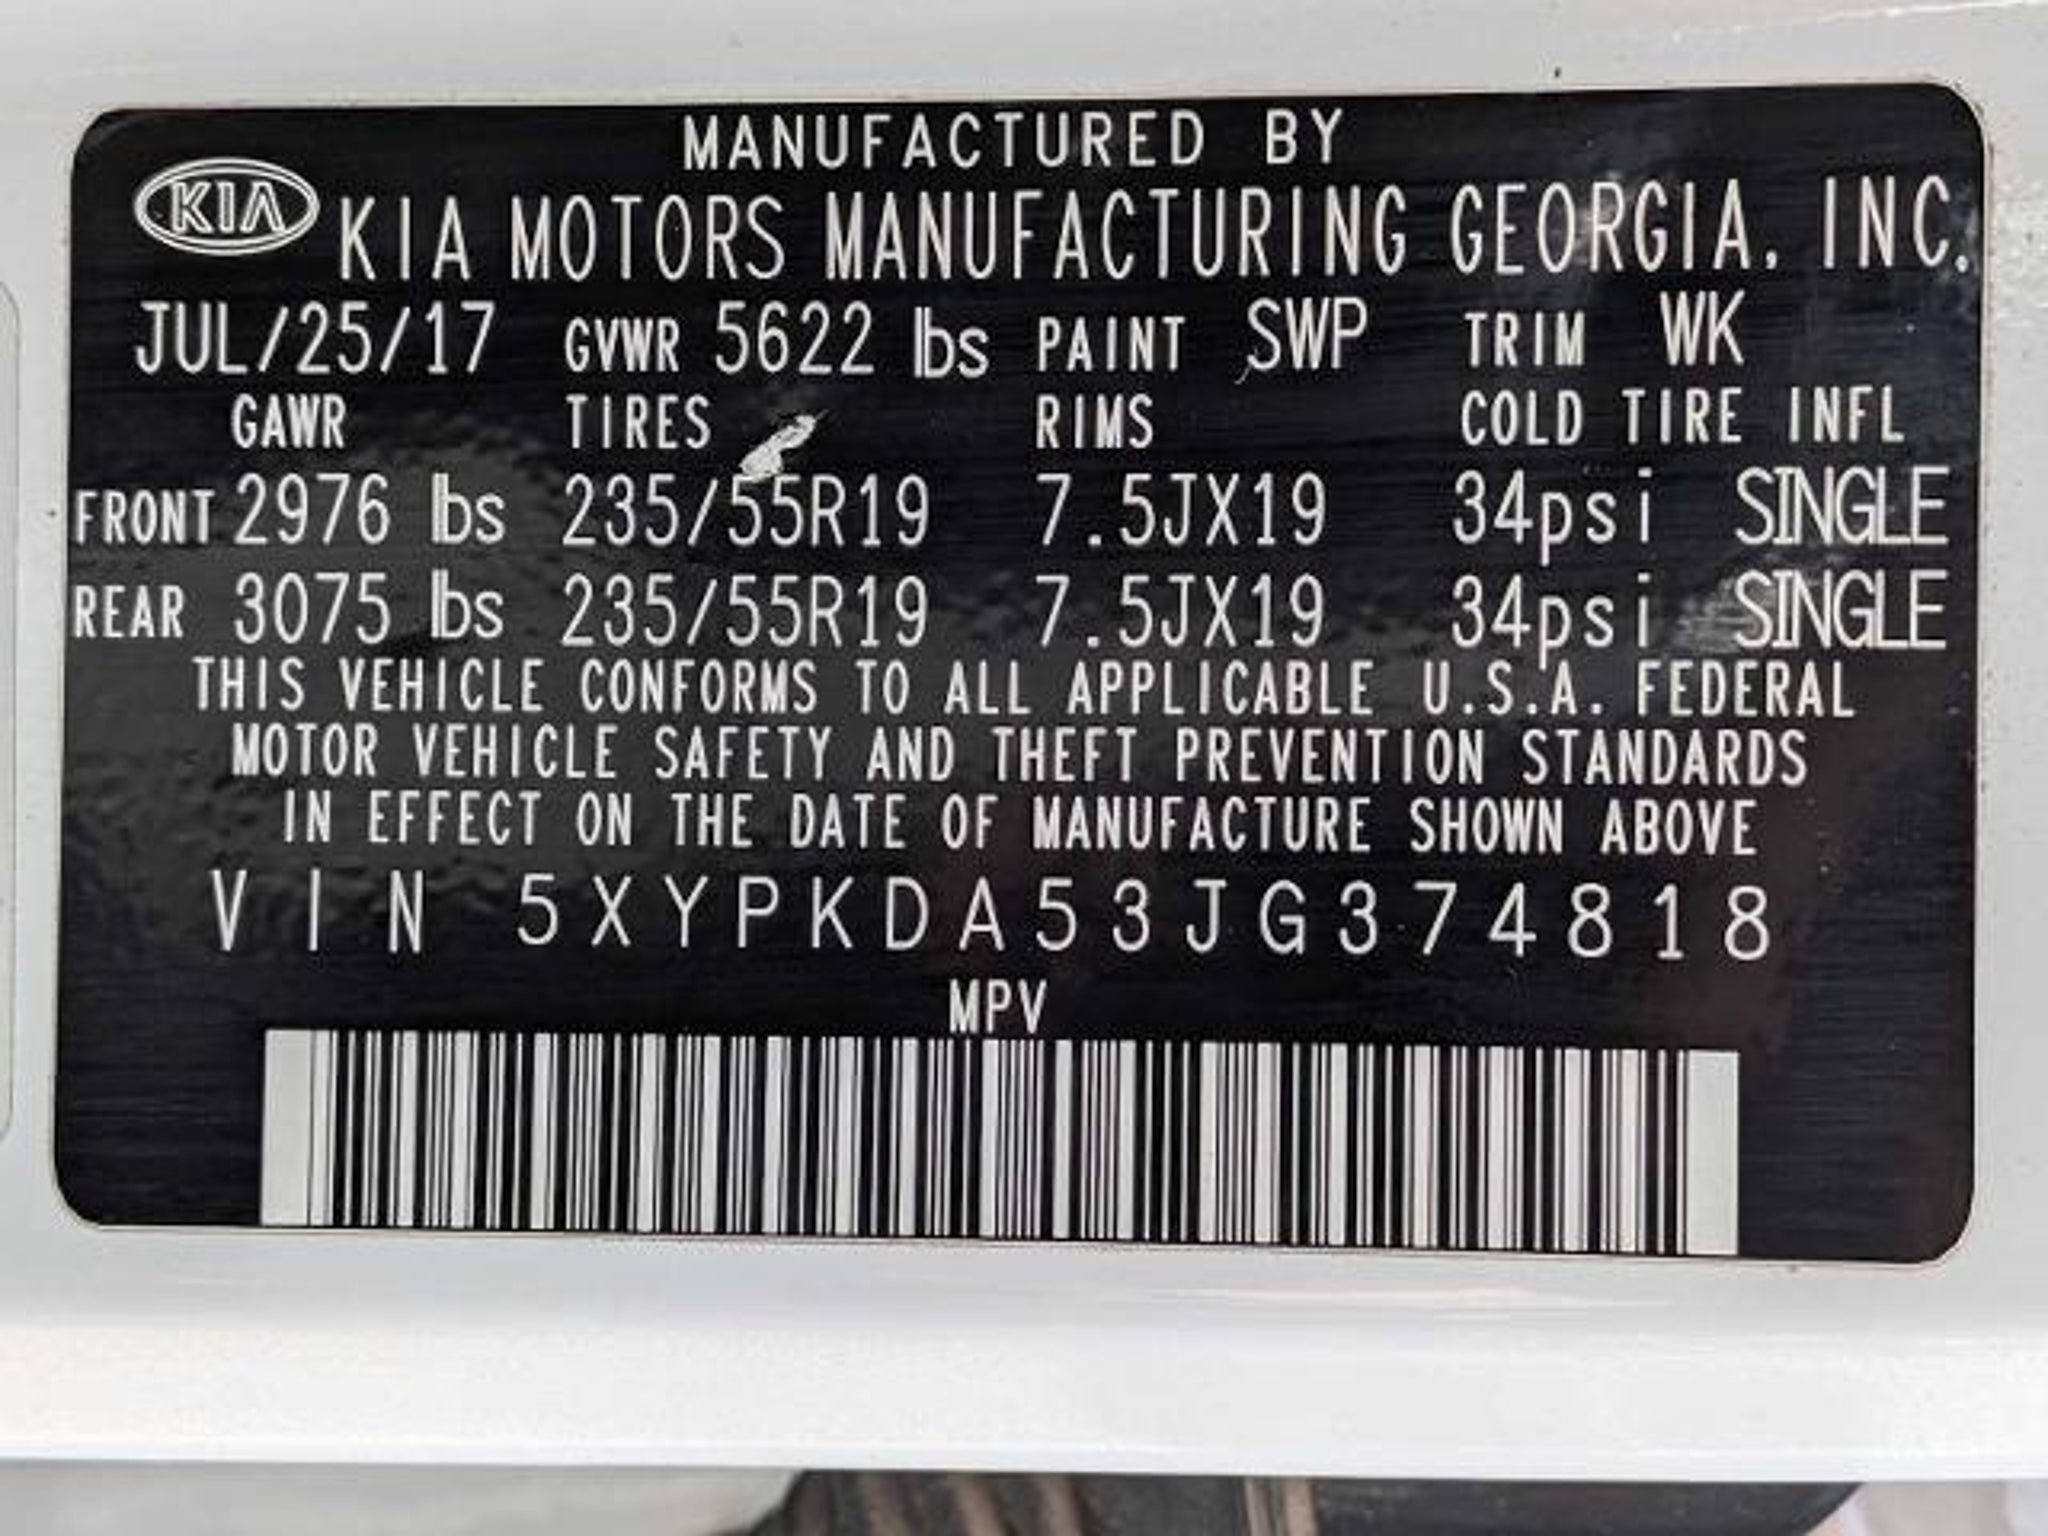 MANUFACTURED BY
KIA KIA MOTORS MANUFACTURING GEORGIA, INC.
JUL/25/17 GVWR 5622 lbs PAINT SWP TRIM WK
GAWR TIRES RIMS COLD TIRE INFL
FRONT 2976 lbs 235/55R19 7.5JX19 34psi SINGLE
REAR 3075 lbs 235/55R19 7.5JX19 34psi SINGLE
THIS VEHICLE CONFORMS TO ALL APPLICABLE U.S.A. FEDERAL
MOTOR VEHICLE SAFETY AND THEFT PREVENTION STANDARDS
IN EFFECT ON THE DATE OF MANUFACTURE SHOWN ABOVE
VIN 5XYPKDA53JG374818
MPV